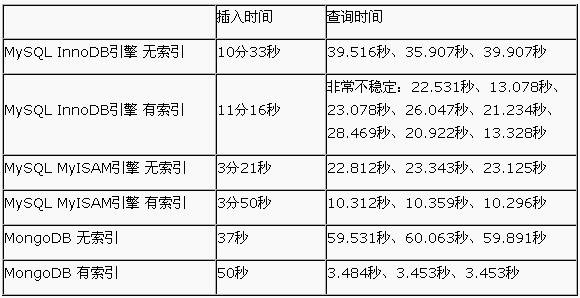 插入时间 查询时间
MySQL InnoDB引擎 无索引 10分33秒 39.516秒、35.907秒、39.907秒
MySQL InnoDB引擎 有索引 11分16秒 非常不稳定：22.531秒、13.078秒、
23.078秒、26.047秒、21.234秒、
28.469秒、20.922秒、13.328秒
MySQL MyISAM引擎 无索引 3分21秒 22.812秒、23.343秒、23.125秒
MySQL MyISAM引擎 有索引 3分50秒 10.312秒、10.359秒、10.296秒
MongoDB 无索引 37秒 59.531秒、60.063秒、59.891秒
MongoDB 有索引 50秒 3.484秒、3.453秒、3.453秒